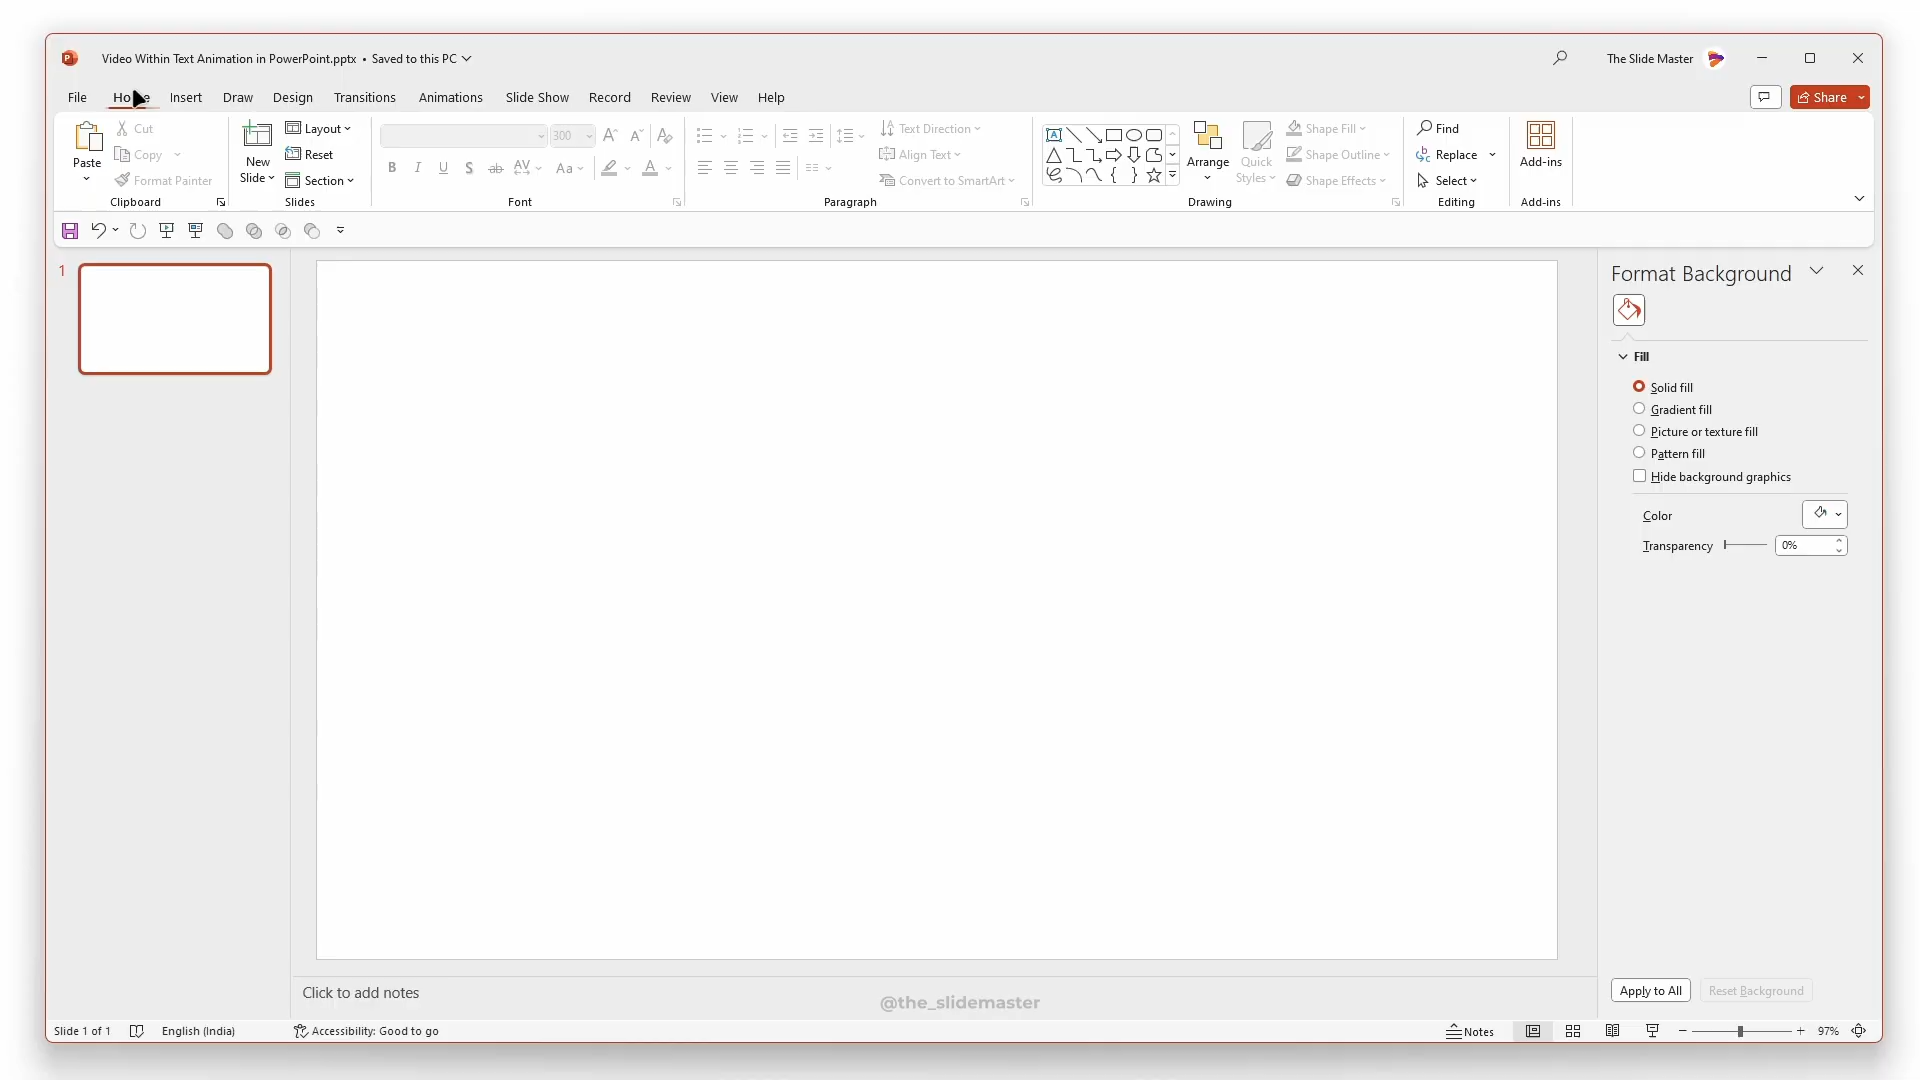 Video Within Text Animation in PowerPoint.pptx • Saved to this PC
The Slide Master
File Home Insert Draw Design Transitions Animations Slide Show Record Review View Help
Share
Paste
Cut
Copy
Format Painter
Clipboard
New Slide
Layout
Reset
Section
Slides
300
B I U S ab AV Aa A
Font
Text Direction
Align Text
Convert to SmartArt
Paragraph
Arrange
Quick Styles
Shape Fill
Shape Outline
Shape Effects
Drawing
Find
Replace
Select
Editing
Add-ins
Add-ins
1
Format Background
Fill
Solid fill
Gradient fill
Picture or texture fill
Pattern fill
Hide background graphics
Color
Transparency 0%
Apply to All Reset Background
Click to add notes
@the_slidemaster
Slide 1 of 1 English (India) Accessibility: Good to go Notes 97%